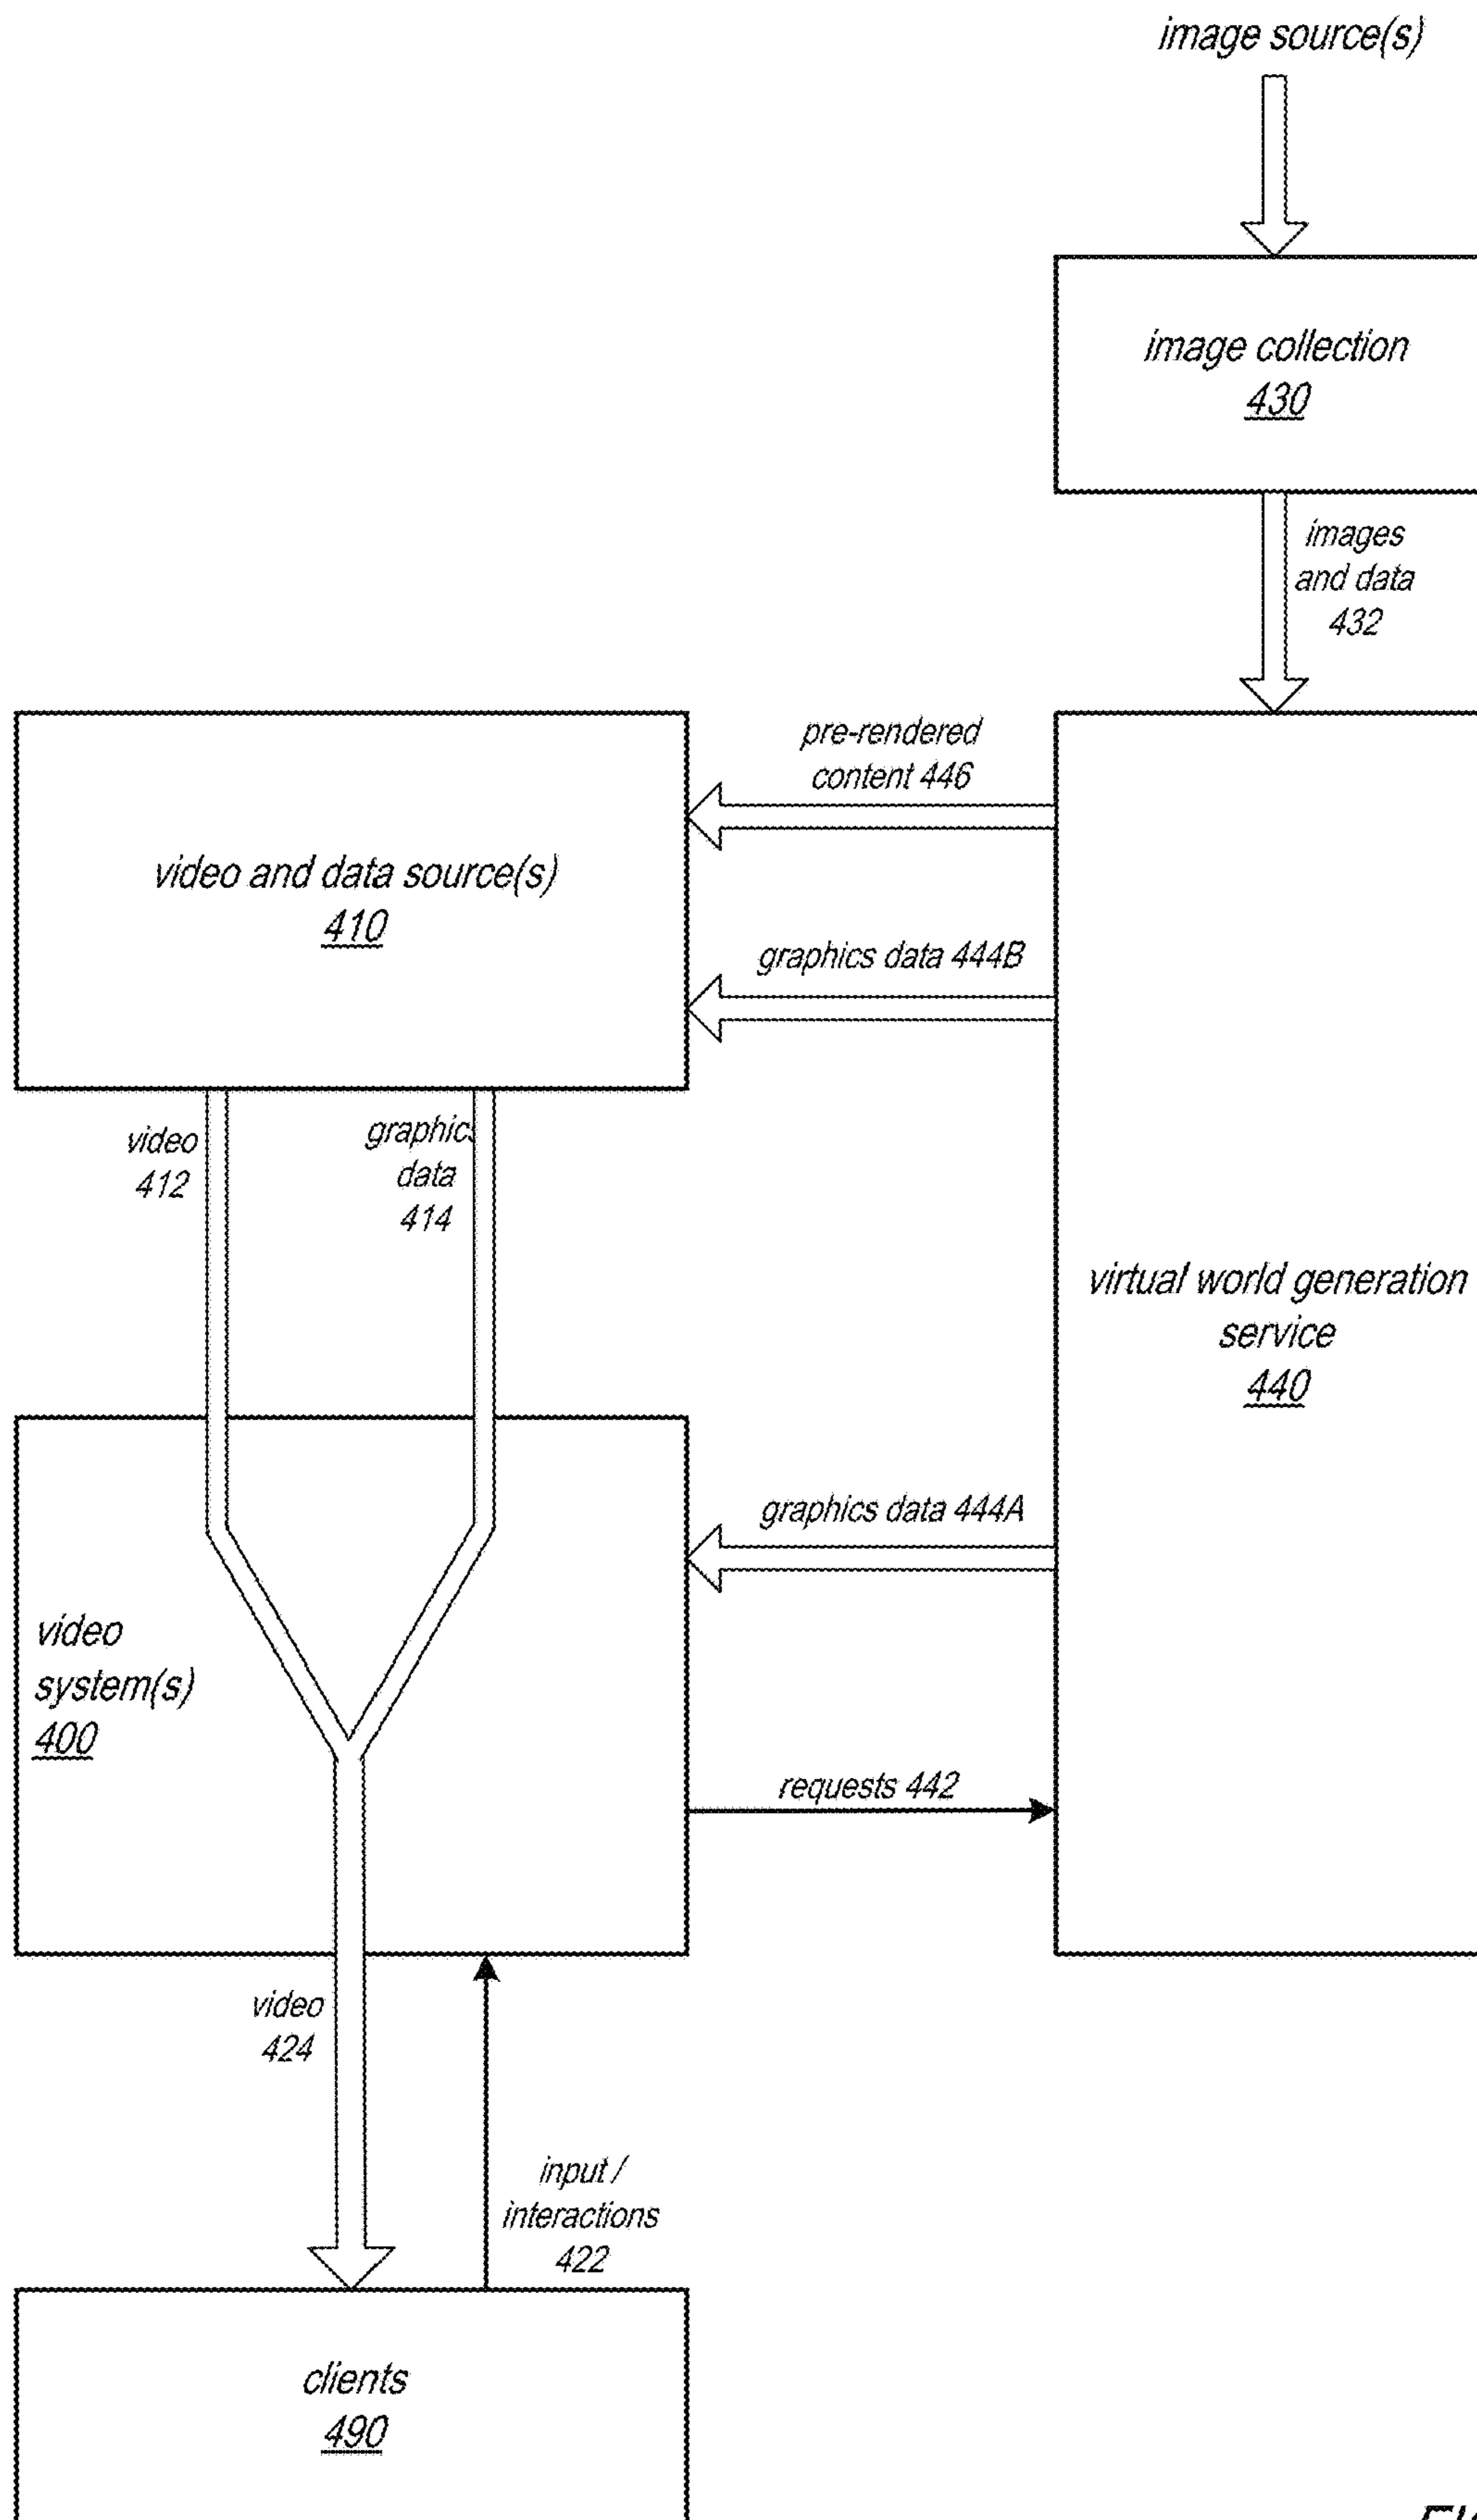 image source(s)
image collection
430
images
and data
432
pre-rendered
content 446
video and data source(s)
410
graphics data 444B
video
412
graphics
data
414
virtual world generation
service
440
graphics data 444A
video
system(s)
400
requests 442
video
424
input /
interactions
422
clients
490